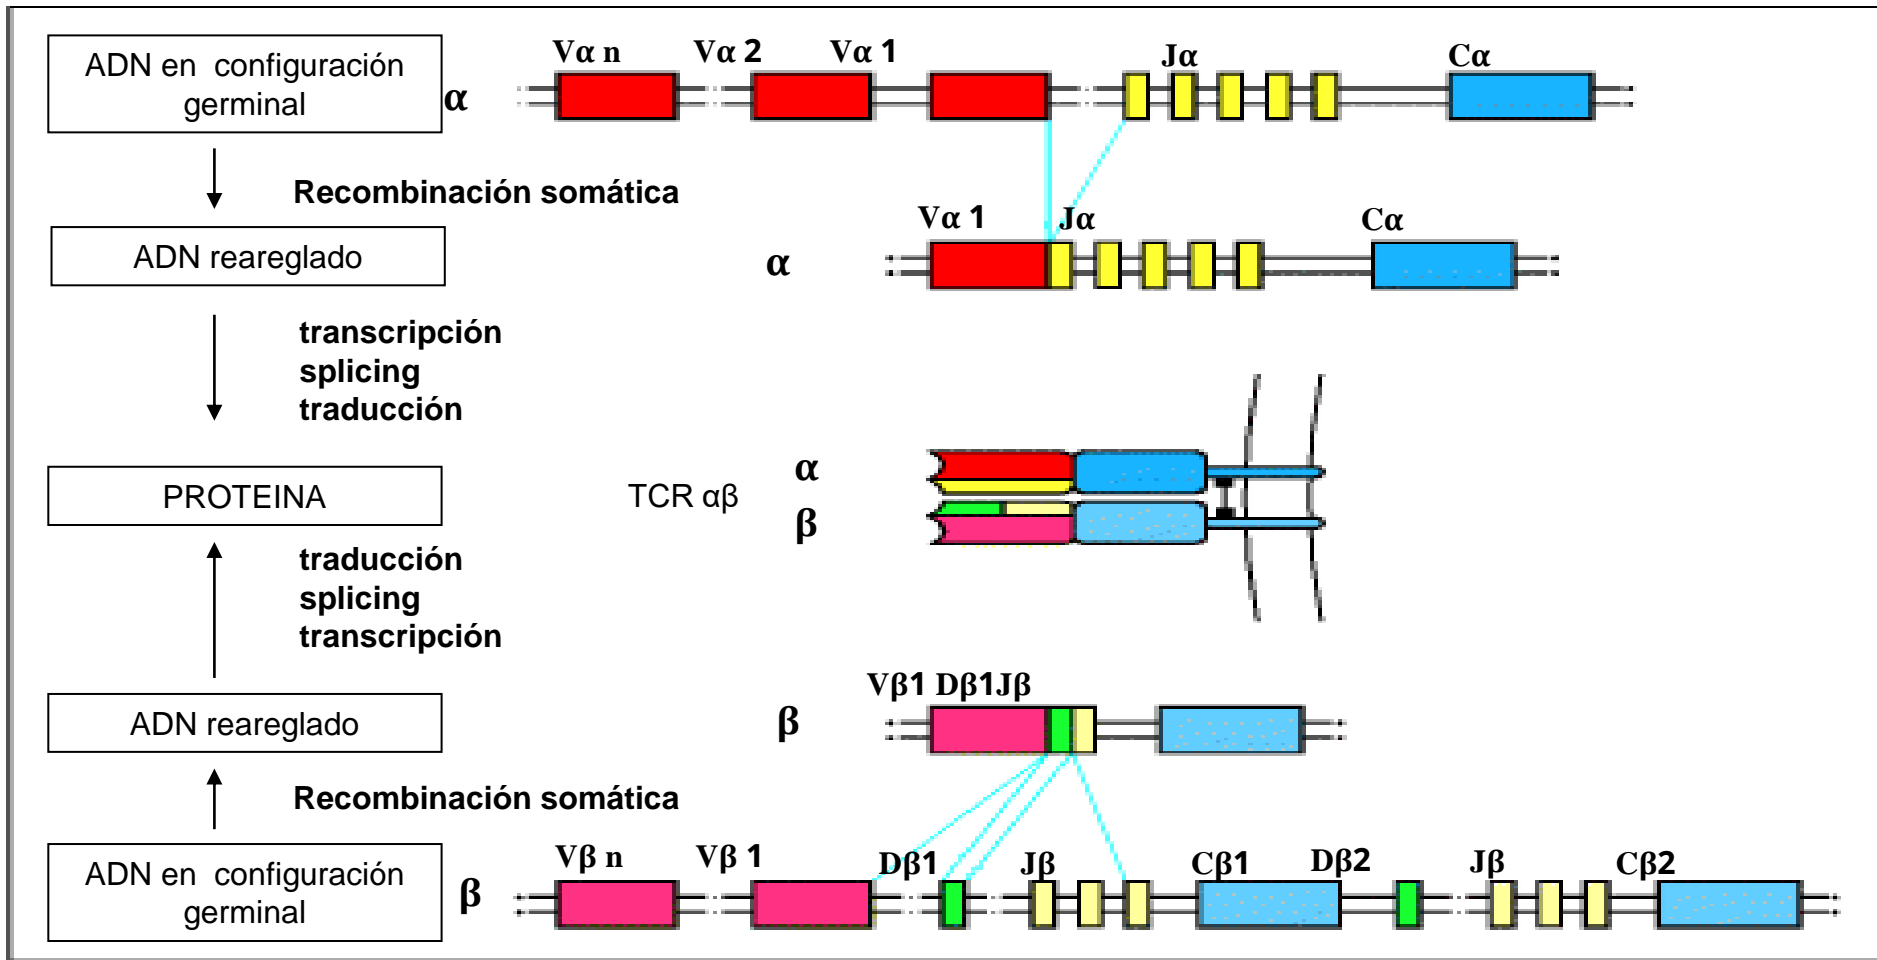 ADN en  configuración
germinal
α
Vα n
Vα 2
Vα 1
Jα
Cα
Recombinación somática
ADN reareglado
α
Vα 1
Jα
Cα
transcripción
splicing
traducción
PROTEINA
TCR αβ
α
β
traducción
splicing
transcripción
ADN reareglado
β
Vβ1 Dβ1Jβ
Recombinación somática
ADN en  configuración
germinal
β
Vβ n
Vβ 1
Dβ1
Jβ
Cβ1
Dβ2
Jβ
Cβ2